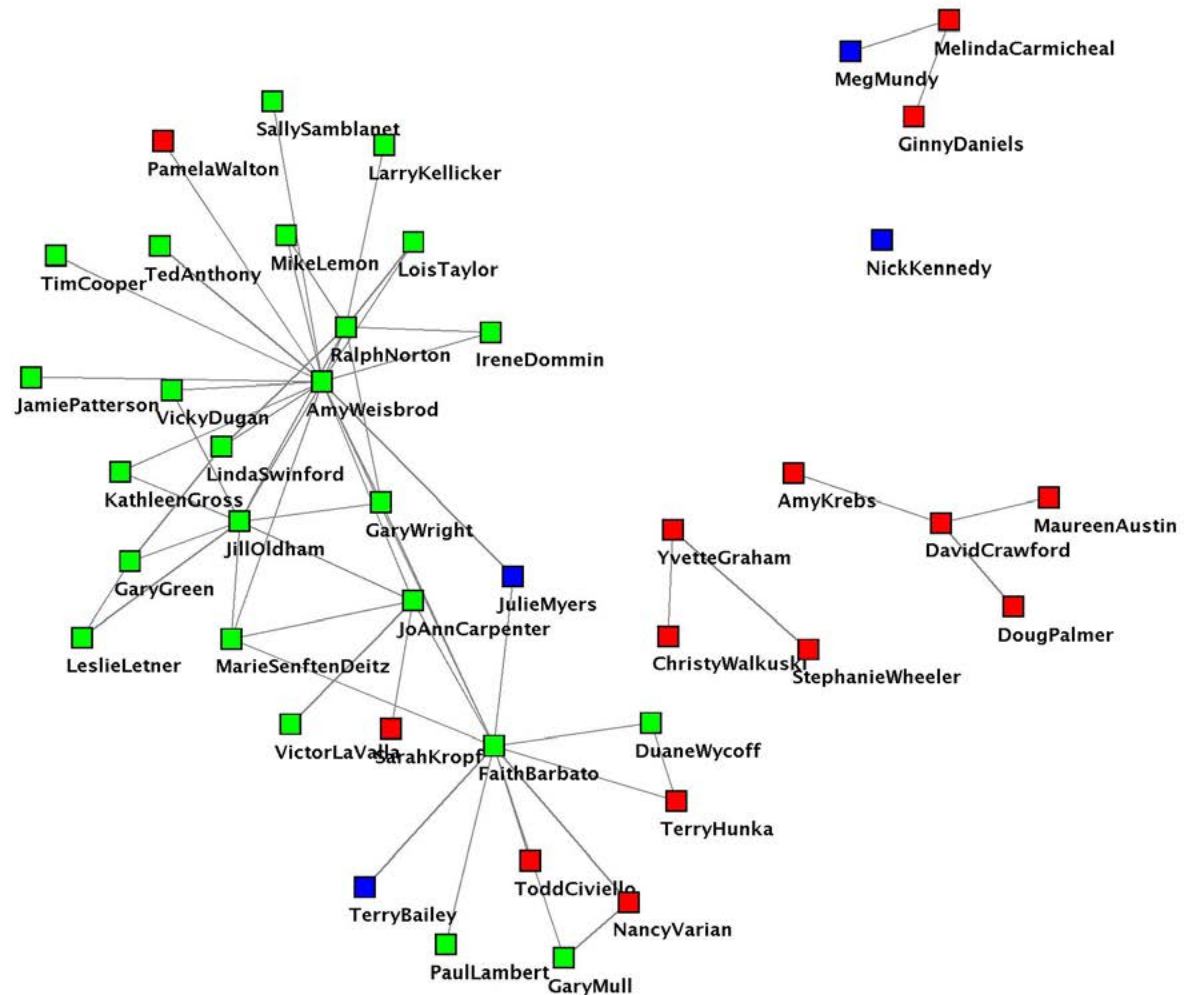 MelindaCarmicheal
MegMundy
SallySamblanet
GinnyDaniels
PamelaWalton
LarryKellicker
MikeLemon
NickKennedy
LoisTaylor
TedAnthony
TimCooper
RalphNorton
IreneDommin
JamiePatterson
AmyWeisbrod
VickyDugan
LindaSwinford
KathleenGross
AmyKrebs
MaureenAustin
GaryWright
JillOldham
DavidCrawford
YvetteGraham
GaryGreen
JulieMyers
JoAnnCarpenter
DougPalmer
ChristyWalkuski
LeslieLetner
MarieSenftenDeitz
StephanieWheeler
VictorLaValla
SarahKropf
DuaneWycoff
FaithBarbato
TerryHunka
ToddCiviello
TerryBailey
NancyVarian
PaulLambert
GaryMull